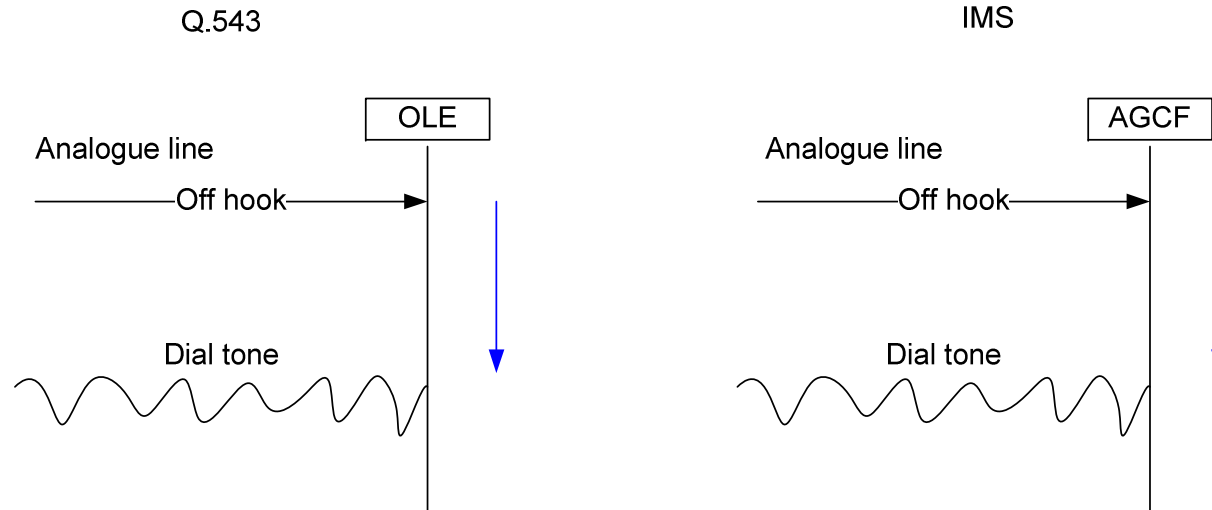 Q.543
IMS
OLE
AGCF
Analogue line
Analogue line
Off hook
Off hook
Dial tone
Dial tone